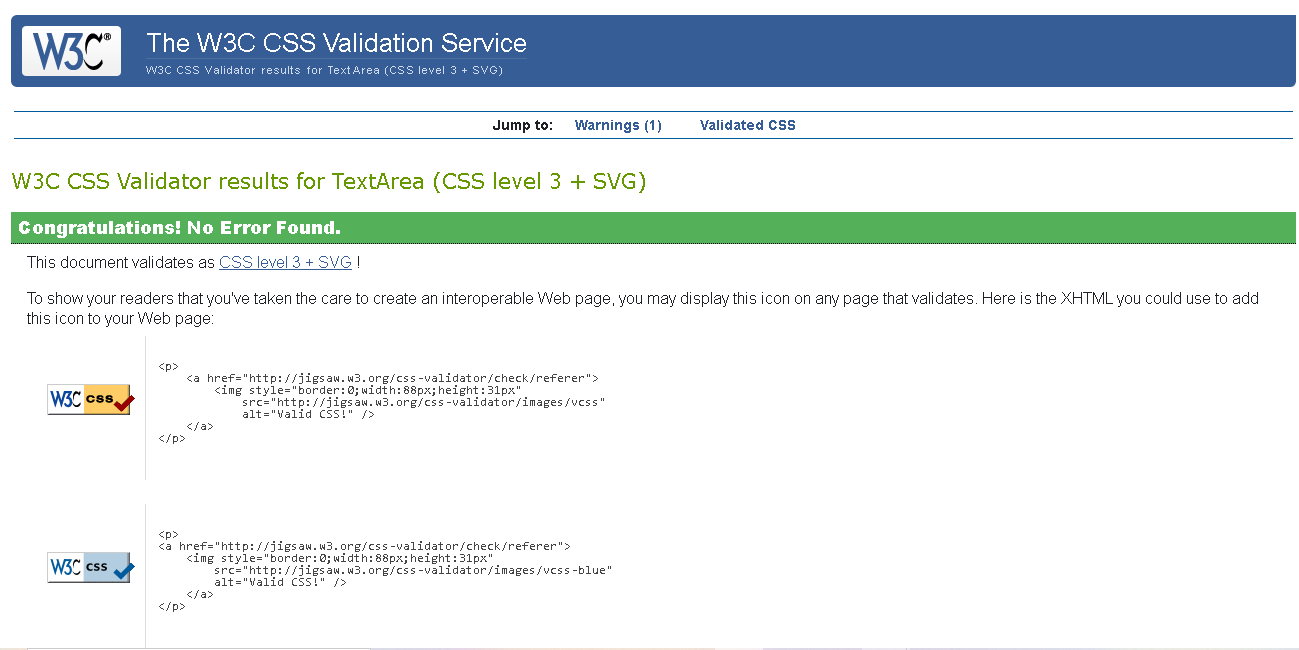 W3C® The W3C CSS Validation Service
W3C CSS Validator results for TextArea (CSS level 3 + SVG)
Jump to: Warnings (1) Validated CSS
W3C CSS Validator results for TextArea (CSS level 3 + SVG)
Congratulations! No Error Found.
This document validates as CSS level 3 + SVG !
To show your readers that you've taken the care to create an interoperable Web page, you may display this icon on any page that validates. Here is the XHTML you could use to add
this icon to your Web page:
W3C css
<p>
    <a href="http://jigsaw.w3.org/css-validator/check/referer">
        <img style="border:0;width:88px;height:31px"
            src="http://jigsaw.w3.org/css-validator/images/vcss"
            alt="Valid CSS!" />
    </a>
</p>
W3C css
<p>
<a href="http://jigsaw.w3.org/css-validator/check/referer">
    <img style="border:0;width:88px;height:31px"
        src="http://jigsaw.w3.org/css-validator/images/vcss-blue"
        alt="Valid CSS!" />
    </a>
</p>